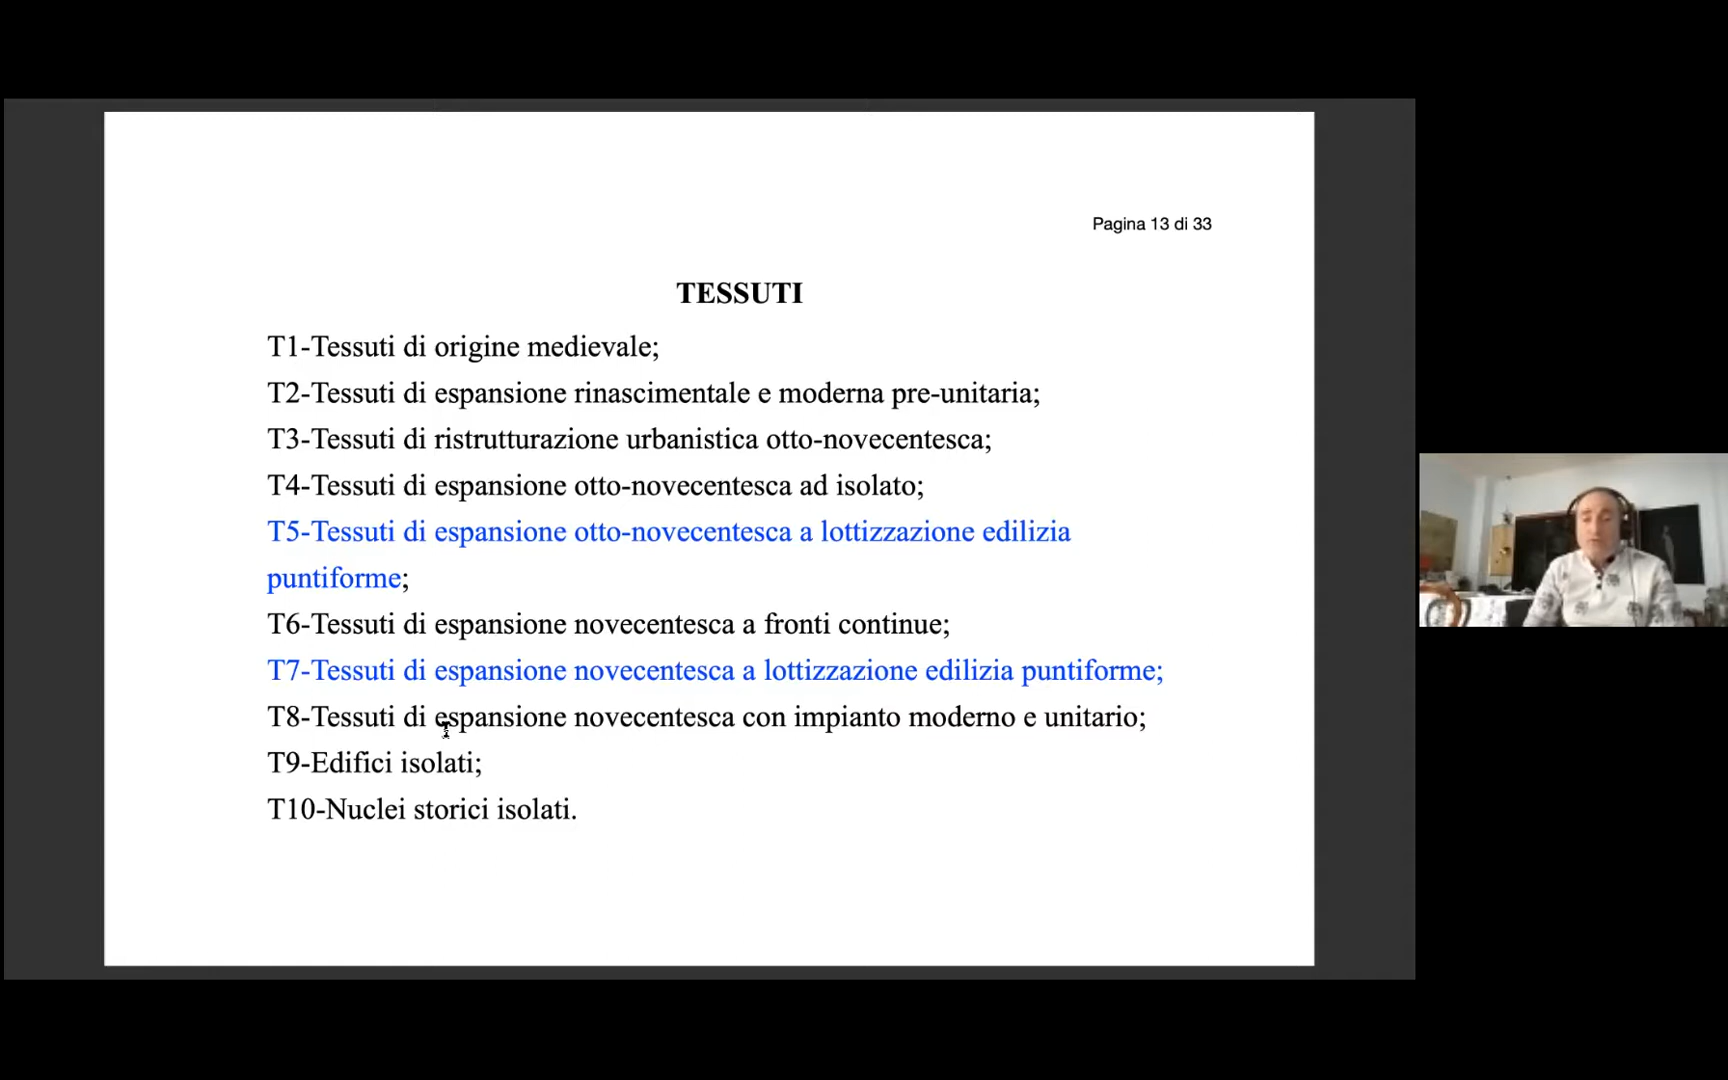 Pagina 13 di 33
TESSUTI
T1-Tessuti di origine medievale;
T2-Tessuti di espansione rinascimentale e moderna pre-unitaria;
T3-Tessuti di ristrutturazione urbanistica otto-novecentesca;
T4-Tessuti di espansione otto-novecentesca ad isolato;
T5-Tessuti di espansione otto-novecentesca a lottizzazione edilizia
puntiforme;
T6-Tessuti di espansione novecentesca a fronti continue;
T7-Tessuti di espansione novecentesca a lottizzazione edilizia puntiforme;
T8-Tessuti di espansione novecentesca con impianto moderno e unitario;
T9-Edifici isolati;
T10-Nuclei storici isolati.